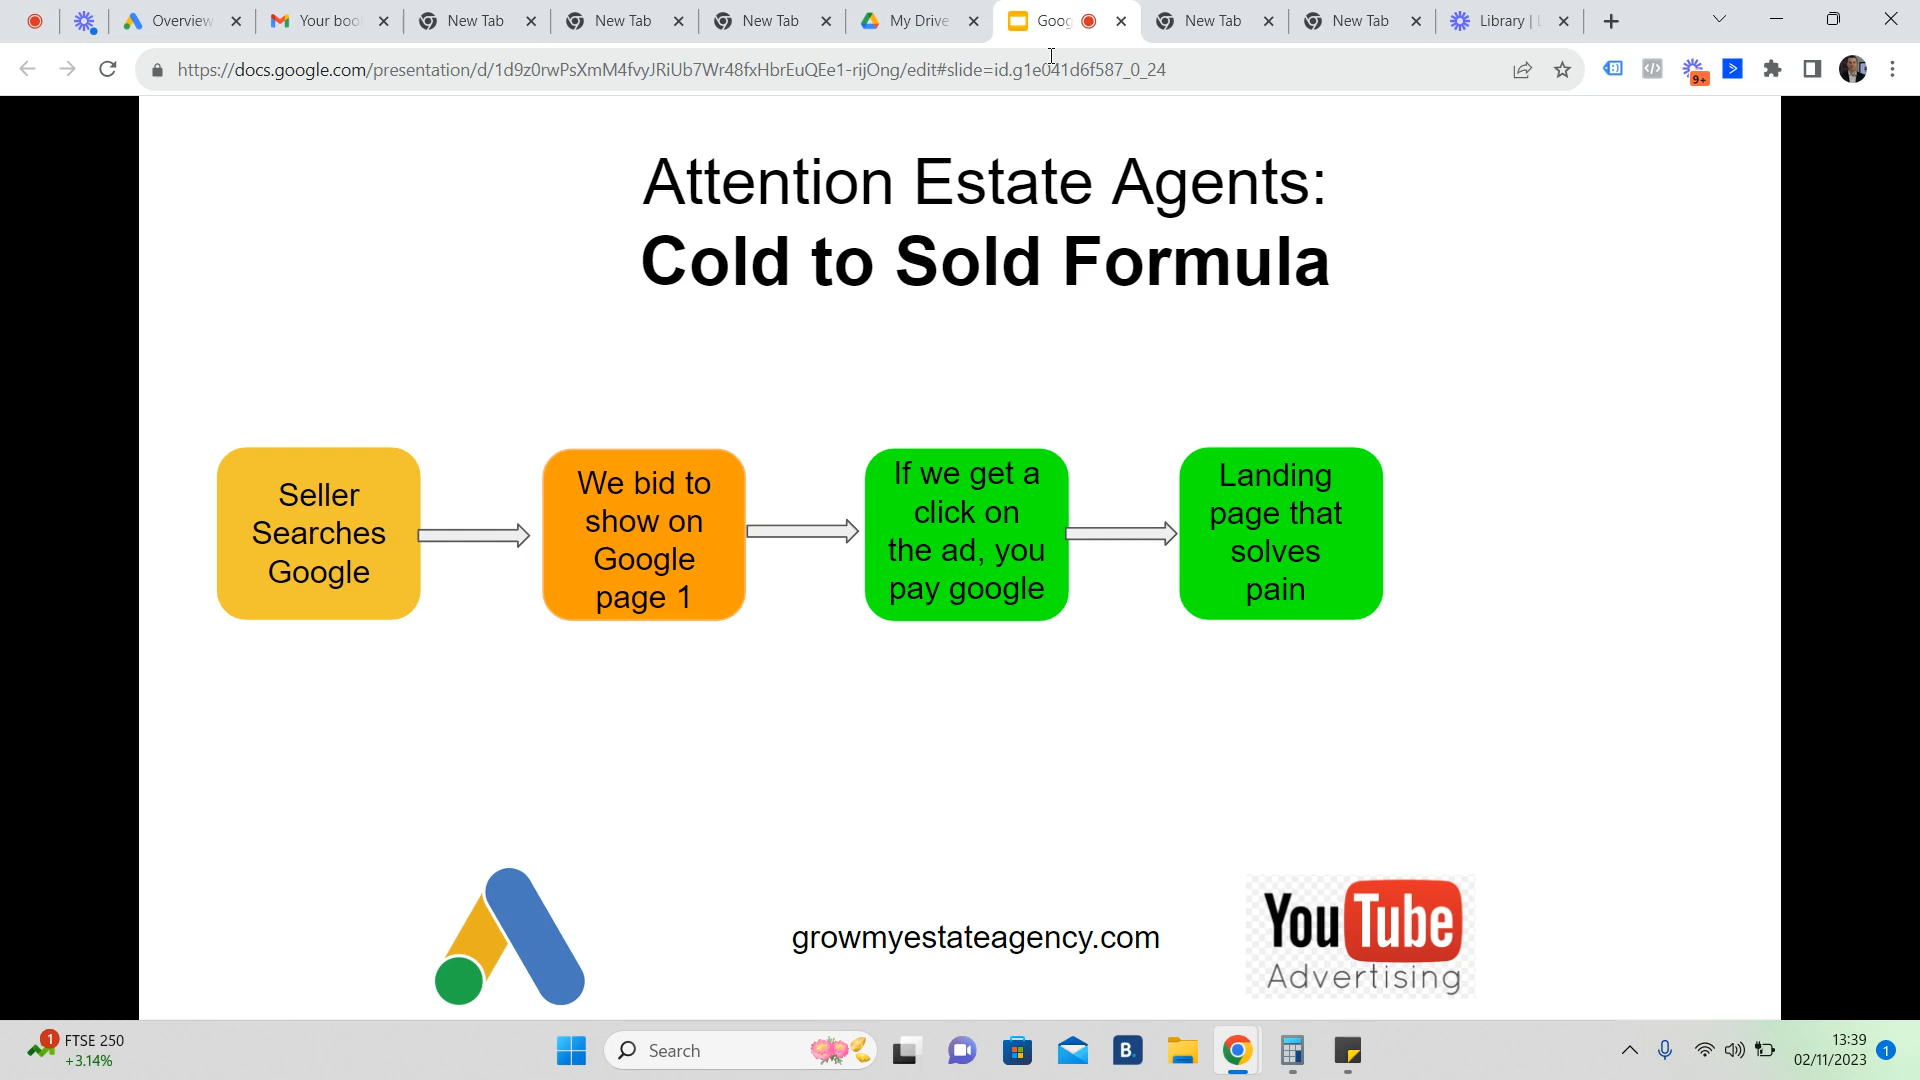 Overview
Your boo
New Tab
New Tab
New Tab
My Drive
Goog
New Tab
New Tab
Library |
https://docs.google.com/presentation/d/1d9z0rwPsXmM4fvyJRiUb7Wr48fxHbrEuQEe1-rijOng/edit#slide=id.g1e041d6f587_0_24
9+
Attention Estate Agents:
Cold to Sold Formula
Seller
Searches
Google
We bid to
show on
Google
page 1
If we get a
click on
the ad, you
pay google
Landing
page that
solves
pain
growmyestateagency.com
YouTube
Advertising
1
FTSE 250
+3.14%
Search
B.
13:39
02/11/2023
1